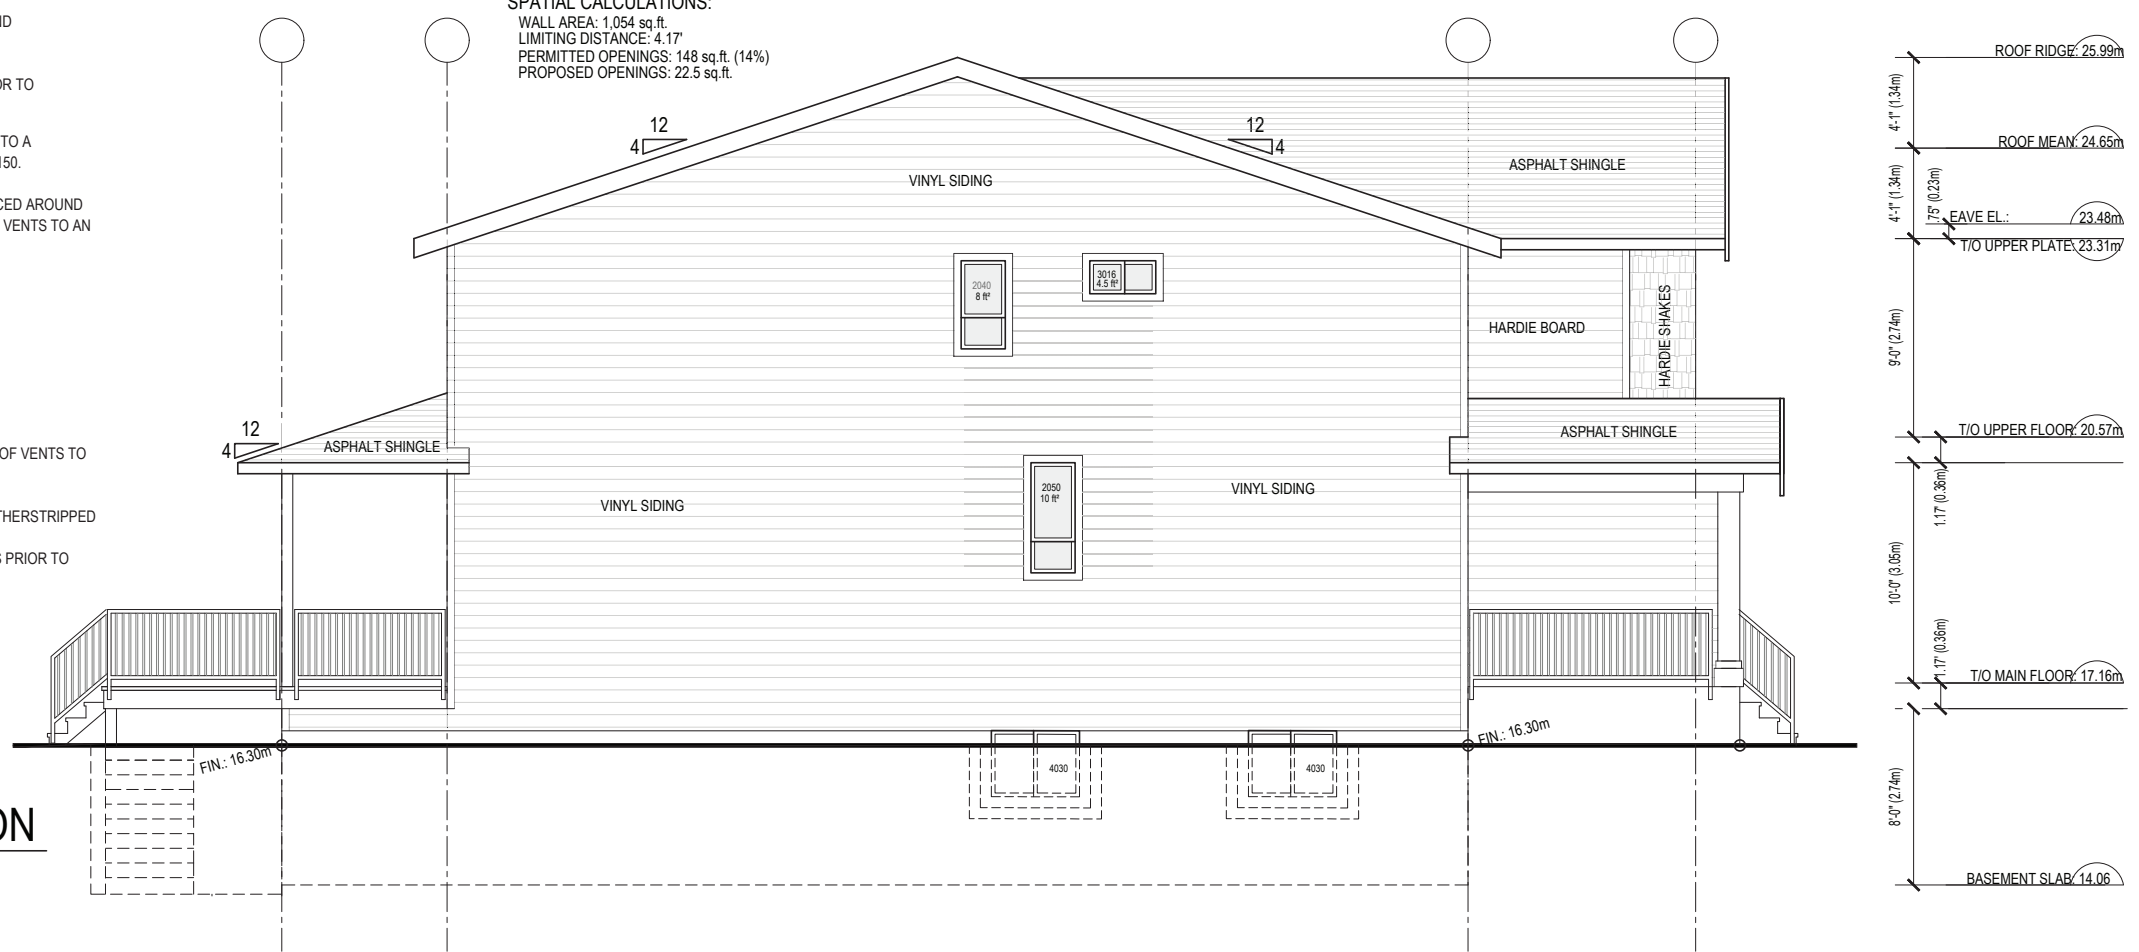 ND
OR TO
TO A
150.
CED AROUND
VENTS TO AN
OF VENTS TO
THERSTRIPPED
S PRIOR TO
ON
SPATIAL CALCULATIONS:
WALL AREA: 1,054 sq.ft.
LIMITING DISTANCE: 4.17'
PERMITTED OPENINGS: 148 sq.ft. (14%)
PROPOSED OPENINGS: 22.5 sq.ft.
12
4
12
4
VINYL SIDING
ASPHALT SHINGLE
2040
8 ft²
3016
4.5 ft²
HARDIE BOARD
HARDIE SHAKES
12
4
ASPHALT SHINGLE
ASPHALT SHINGLE
2050
10 ft²
VINYL SIDING
VINYL SIDING
FIN.: 16.30m
FIN.: 16.30m
4030
4030
ROOF RIDGE: 25.99m
4'-1" (1.34m)
ROOF MEAN: 24.65m
4'-1" (1.34m)
.75" (0.23m)
EAVE EL.: 23.48m
T/O UPPER PLATE: 23.31m
9'-0" (2.74m)
T/O UPPER FLOOR: 20.57m
1.17' (0.36m)
10'-0" (3.05m)
1.17' (0.36m)
T/O MAIN FLOOR: 17.16m
8'-0" (2.74m)
BASEMENT SLAB: 14.06